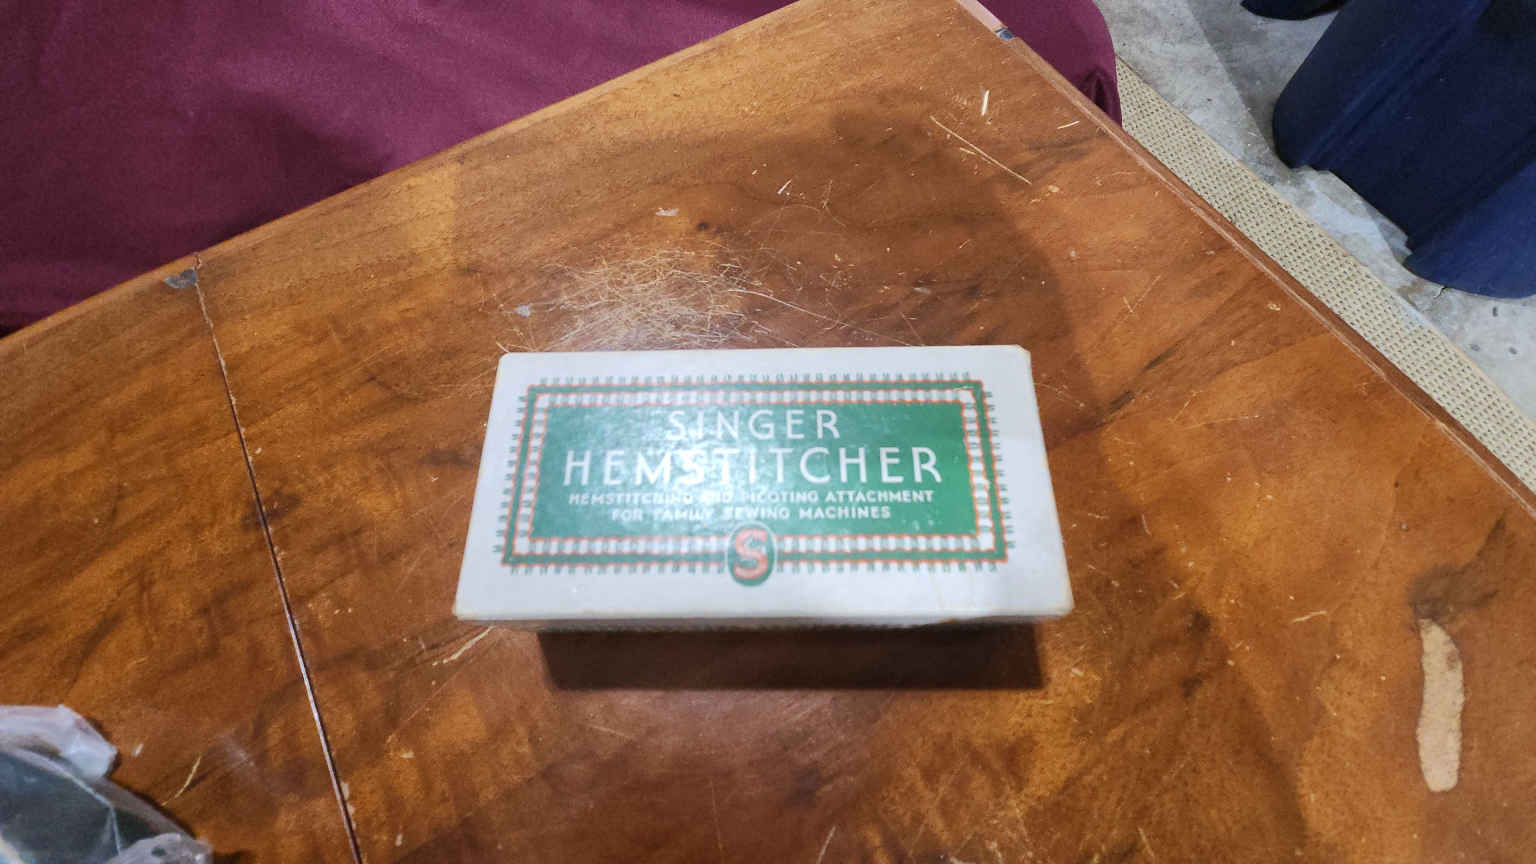 SINGER
HEMSTITCHER
HEMSTITCHING AND PICOTING ATTACHMENT
FOR FAMILY SEWING MACHINES
S